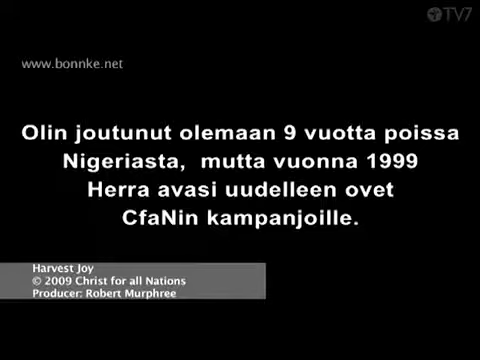 TV7
www.bonnke.net
Olin joutunut olemaan 9 vuotta poissa
Nigeriasta, mutta vuonna 1999
Herra avasi uudelleen ovet
CfaNin kampanjoille.
Harvest Joy
© 2009 Christ for all Nations
Producer: Robert Murphree